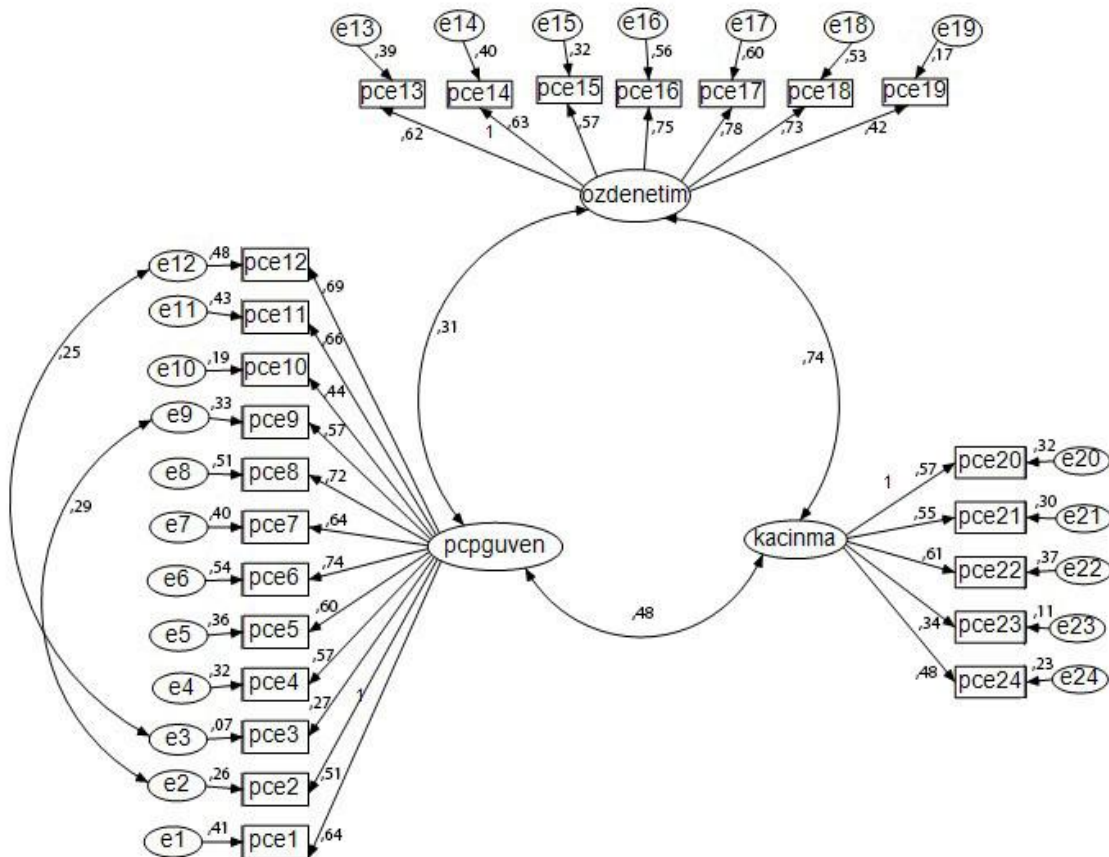 e13 e14 e15 e16 e17 e18 e19
,39 ,40 ,32 ,56 ,60 ,53 ,17
pce13 pce14 pce15 pce16 pce17 pce18 pce19
,62 1 ,63 ,57 ,75 ,78 ,73 ,42
ozdenetim
,31
,74
e12 ,48 pce12 ,69
e11 ,43 pce11 ,66
,25
e10 ,19 pce10 ,44
e9 ,33 pce9 ,57
e8 ,51 pce8 ,72
,29
e7 ,40 pce7 ,64
e6 ,54 pce6 ,74
e5 ,36 pce5 ,60
e4 ,32 pce4 ,57
e3 ,07 pce3 ,27 1
e2 ,26 pce2 ,51
e1 ,41 pce1 ,64
pcpguven
,48
kacinma
1 ,57 pce20 ,32 e20
,55 pce21 ,30 e21
,61 pce22 ,37 e22
,34 pce23 ,11 e23
,48 pce24 ,23 e24